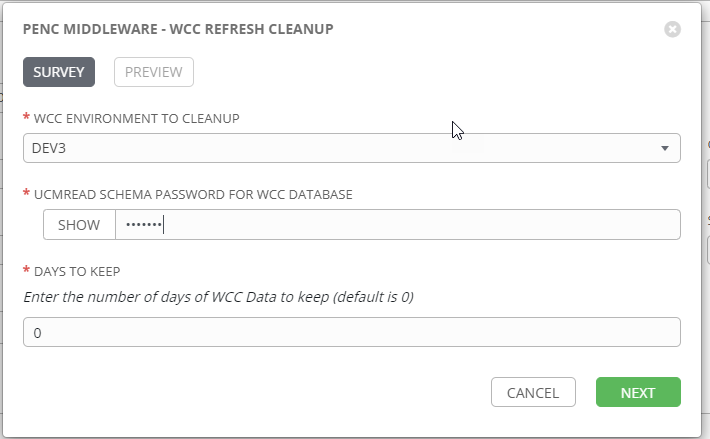 PENC MIDDLEWARE - WCC REFRESH CLEANUP
SURVEY
PREVIEW
* WCC ENVIRONMENT TO CLEANUP
DEV3
* UCMREAD SCHEMA PASSWORD FOR WCC DATABASE
SHOW •••••••
* DAYS TO KEEP
Enter the number of days of WCC Data to keep (default is 0)
0
CANCEL
NEXT